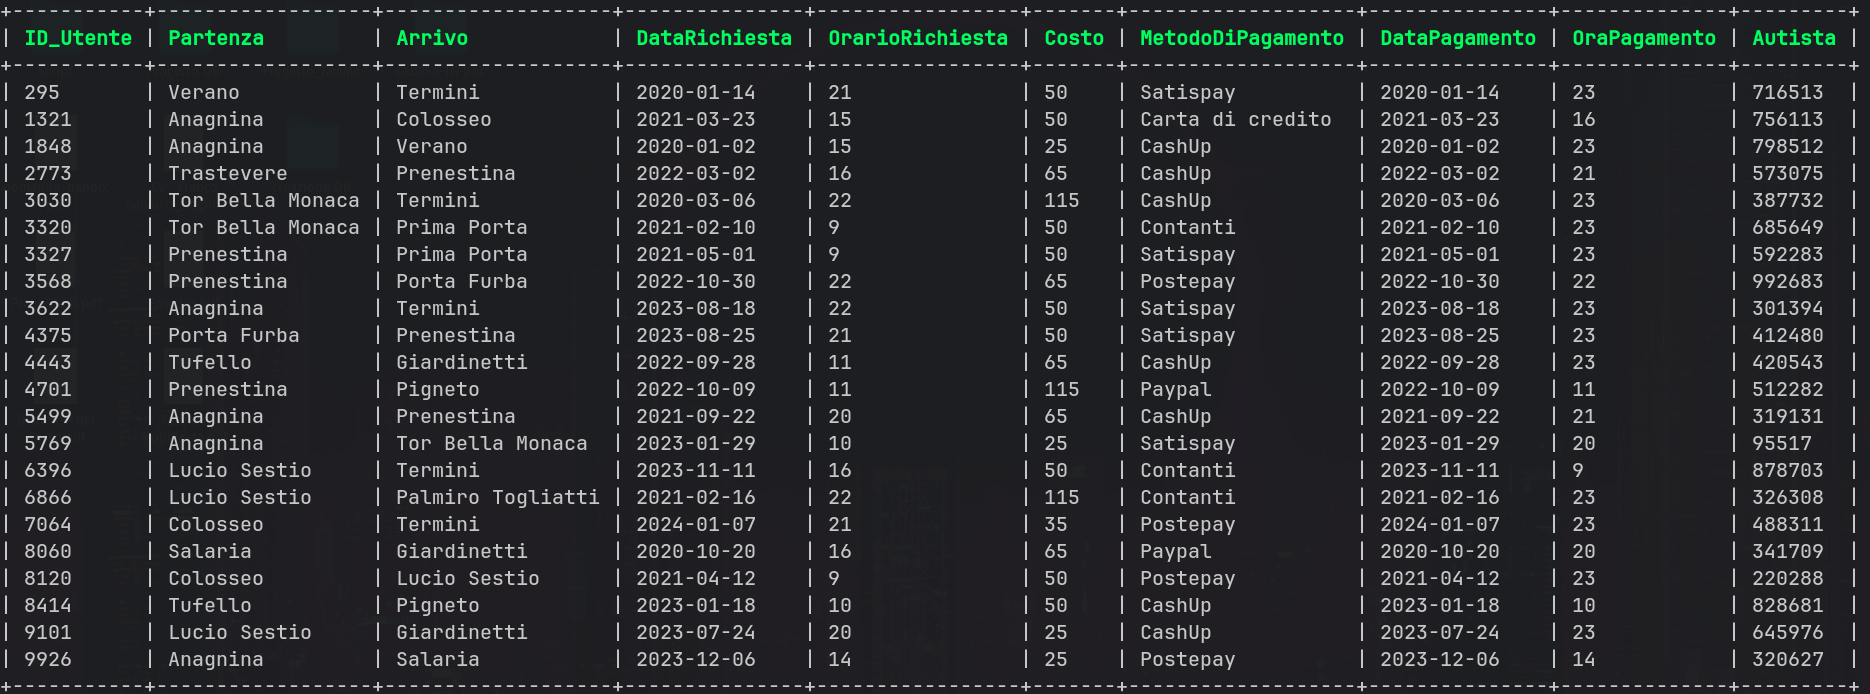 | ID_Utente | Partenza | Arrivo | DataRichiesta | OrarioRichiesta | Costo | MetodoDiPagamento | DataPagamento | OraPagamento | Autista |
| 295 | Verano | Termini | 2020-01-14 | 21 | 50 | Satispay | 2020-01-14 | 23 | 716513 |
| 1321 | Anagnina | Colosseo | 2021-03-23 | 15 | 50 | Carta di credito | 2021-03-23 | 16 | 756113 |
| 1848 | Anagnina | Verano | 2020-01-02 | 15 | 25 | CashUp | 2020-01-02 | 23 | 798512 |
| 2773 | Trastevere | Prenestina | 2022-03-02 | 16 | 65 | CashUp | 2022-03-02 | 21 | 573075 |
| 3030 | Tor Bella Monaca | Termini | 2020-03-06 | 22 | 115 | CashUp | 2020-03-06 | 23 | 387732 |
| 3320 | Tor Bella Monaca | Prima Porta | 2021-02-10 | 9 | 50 | Contanti | 2021-02-10 | 23 | 685649 |
| 3327 | Prenestina | Prima Porta | 2021-05-01 | 9 | 50 | Satispay | 2021-05-01 | 23 | 592283 |
| 3568 | Prenestina | Porta Furba | 2022-10-30 | 22 | 65 | Postepay | 2022-10-30 | 22 | 992683 |
| 3622 | Anagnina | Termini | 2023-08-18 | 22 | 50 | Satispay | 2023-08-18 | 23 | 301394 |
| 4375 | Porta Furba | Prenestina | 2023-08-25 | 21 | 50 | Satispay | 2023-08-25 | 23 | 412480 |
| 4443 | Tufello | Giardinetti | 2022-09-28 | 11 | 65 | CashUp | 2022-09-28 | 23 | 420543 |
| 4701 | Prenestina | Pigneto | 2022-10-09 | 11 | 115 | Paypal | 2022-10-09 | 11 | 512282 |
| 5499 | Anagnina | Prenestina | 2021-09-22 | 20 | 65 | CashUp | 2021-09-22 | 21 | 319131 |
| 5769 | Anagnina | Tor Bella Monaca | 2023-01-29 | 10 | 25 | Satispay | 2023-01-29 | 20 | 95517 |
| 6396 | Lucio Sestio | Termini | 2023-11-11 | 16 | 50 | Contanti | 2023-11-11 | 9 | 878703 |
| 6866 | Lucio Sestio | Palmiro Togliatti | 2021-02-16 | 22 | 115 | Contanti | 2021-02-16 | 23 | 326308 |
| 7064 | Colosseo | Termini | 2024-01-07 | 21 | 35 | Postepay | 2024-01-07 | 23 | 488311 |
| 8060 | Salaria | Giardinetti | 2020-10-20 | 16 | 65 | Paypal | 2020-10-20 | 20 | 341709 |
| 8120 | Colosseo | Lucio Sestio | 2021-04-12 | 9 | 50 | Postepay | 2021-04-12 | 23 | 220288 |
| 8414 | Tufello | Pigneto | 2023-01-18 | 10 | 50 | CashUp | 2023-01-18 | 10 | 828681 |
| 9101 | Lucio Sestio | Giardinetti | 2023-07-24 | 20 | 25 | CashUp | 2023-07-24 | 23 | 645976 |
| 9926 | Anagnina | Salaria | 2023-12-06 | 14 | 25 | Postepay | 2023-12-06 | 14 | 320627 |